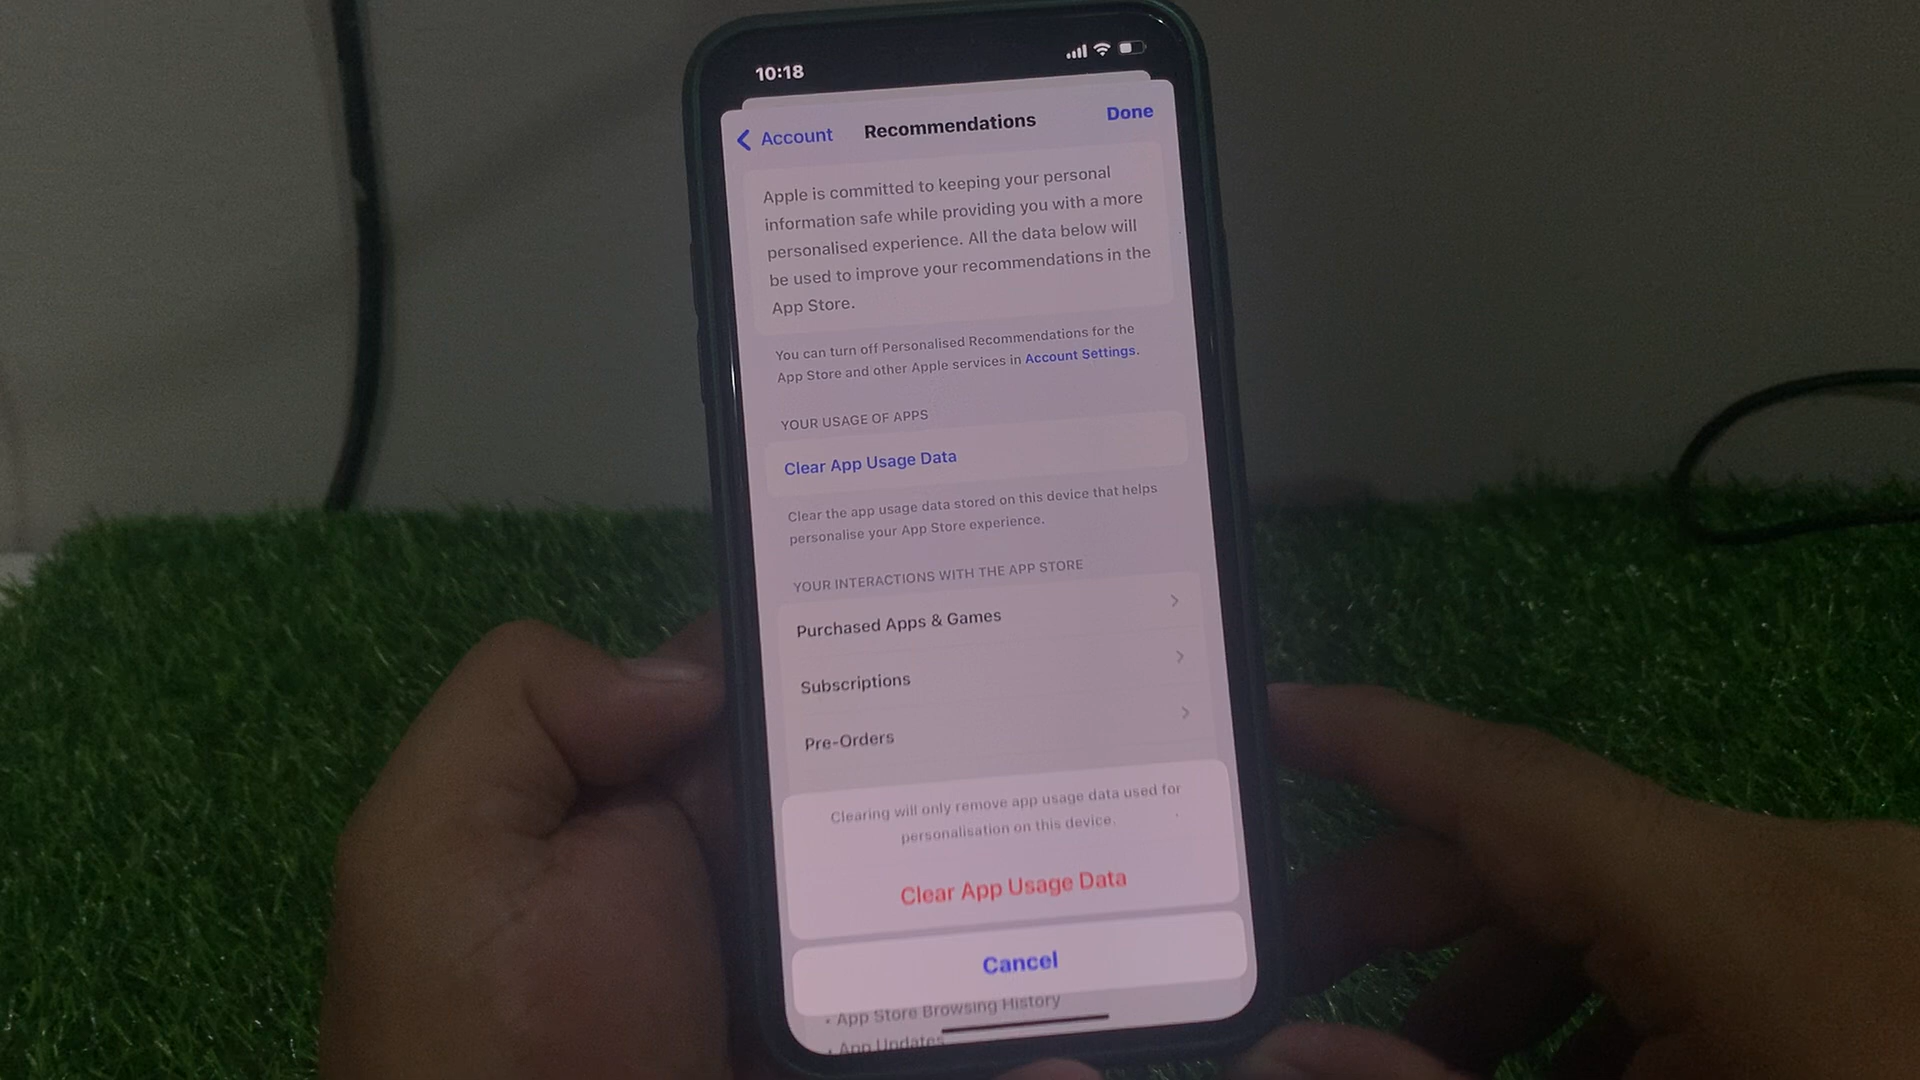 10:18
Account
Recommendations
Done
Apple is committed to keeping your personal
information safe while providing you with a more
personalised experience. All the data below will
be used to improve your recommendations in the
App Store.
You can turn off Personalised Recommendations for the
App Store and other Apple services in Account Settings.
YOUR USAGE OF APPS
Clear App Usage Data
Clear the app usage data stored on this device that helps
personalise your App Store experience.
YOUR INTERACTIONS WITH THE APP STORE
Purchased Apps & Games
Subscriptions
Pre-Orders
Clearing will only remove app usage data used for
personalisation on this device.
Clear App Usage Data
Cancel
• App Store Browsing History
• App Updates